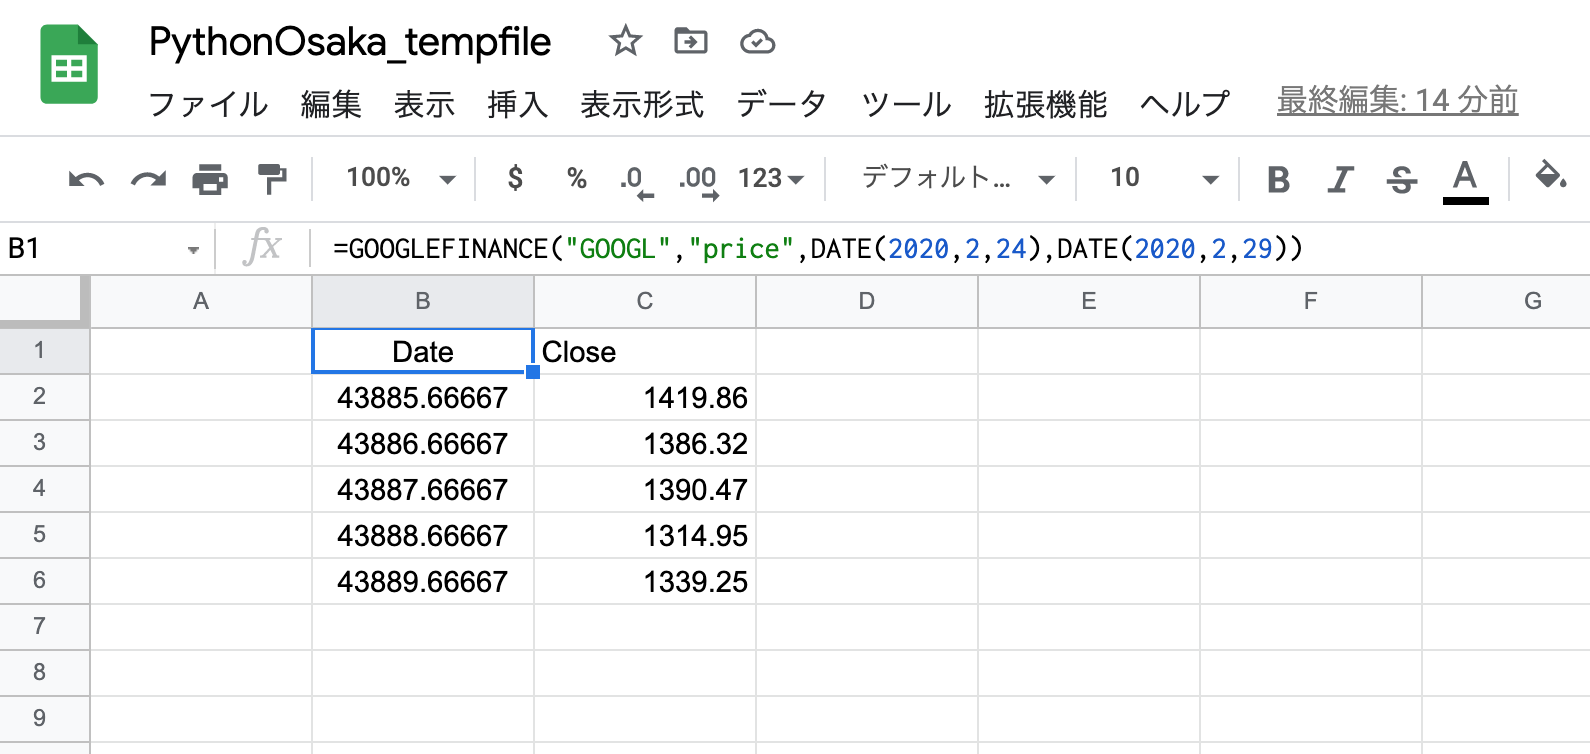 PythonOsaka_tempfile
ファイル 編集 表示 挿入 表示形式 データ ツール 拡張機能 ヘルプ 最終編集: 14 分前
100% $ % .0 .00 123 デフォルト... 10 B I S A
B1 fx =GOOGLEFINANCE("GOOGL","price",DATE(2020,2,24),DATE(2020,2,29))
A B C D E F G
1 Date Close
2 43885.66667 1419.86
3 43886.66667 1386.32
4 43887.66667 1390.47
5 43888.66667 1314.95
6 43889.66667 1339.25
7
8
9